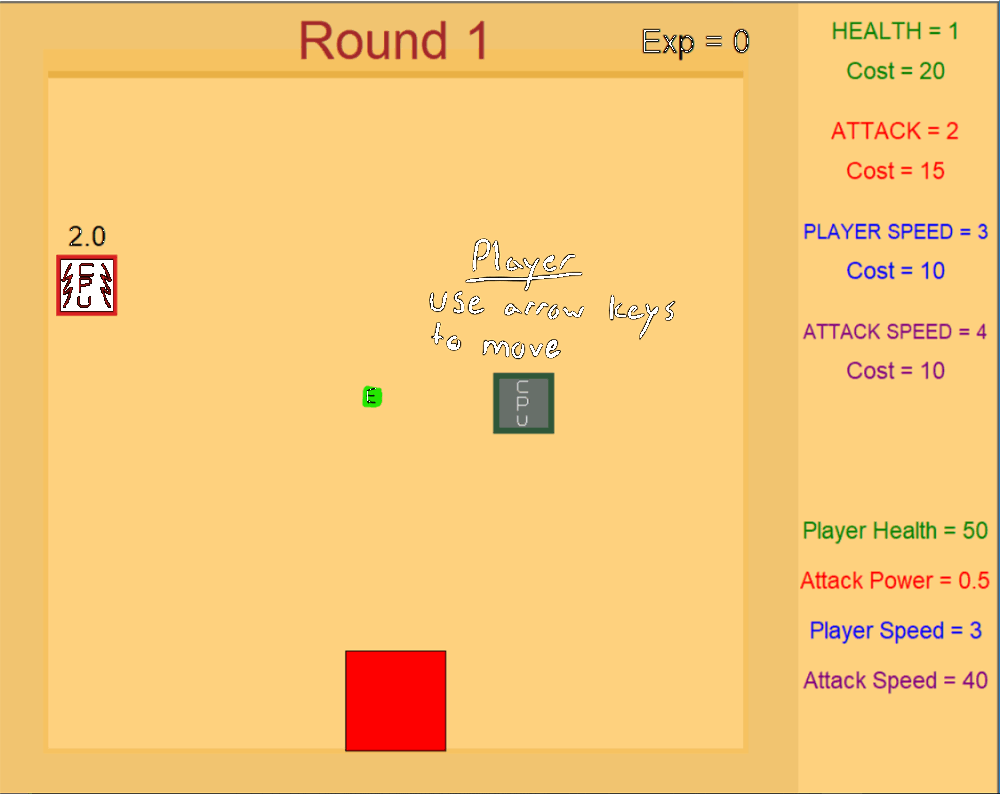 Round 1
Exp = 0
HEALTH = 1
Cost = 20
ATTACK = 2
Cost = 15
PLAYER SPEED = 3
Cost = 10
ATTACK SPEED = 4
Cost = 10
2.0
CPU
Player
use arrow keys
to move
E
CPU
Player Health = 50
Attack Power = 0.5
Player Speed = 3
Attack Speed = 40